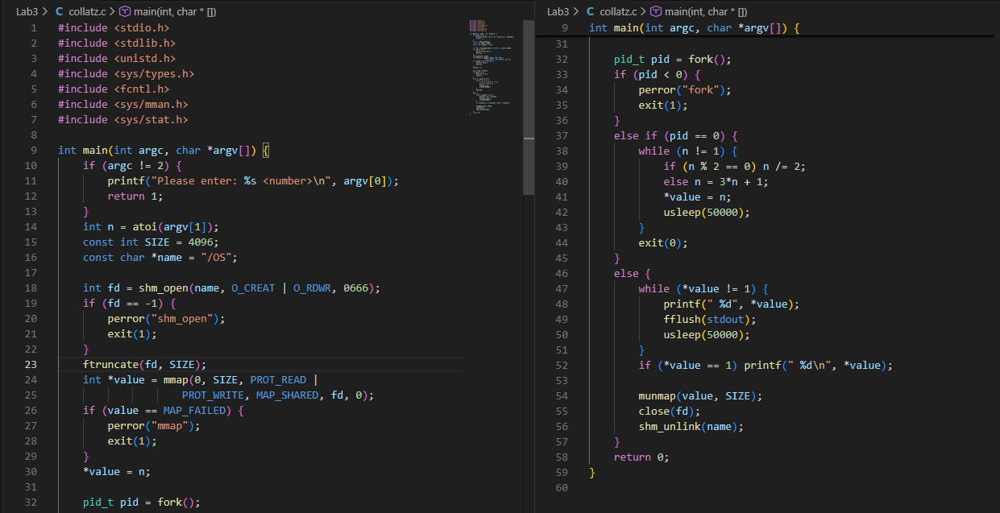 Lab3 > C collatz.c > main(int, char * [])
1 #include <stdio.h>
2 #include <stdlib.h>
3 #include <unistd.h>
4 #include <sys/types.h>
5 #include <fcntl.h>
6 #include <sys/mman.h>
7 #include <sys/stat.h>
8
9 int main(int argc, char *argv[]) {
10     if (argc != 2) {
11         printf("Please enter: %s <number>\n", argv[0]);
12         return 1;
13     }
14     int n = atoi(argv[1]);
15     const int SIZE = 4096;
16     const char *name = "/OS";
17
18     int fd = shm_open(name, O_CREAT | O_RDWR, 0666);
19     if (fd == -1) {
20         perror("shm_open");
21         exit(1);
22     }
23     ftruncate(fd, SIZE);
24     int *value = mmap(0, SIZE, PROT_READ |
25                     PROT_WRITE, MAP_SHARED, fd, 0);
26     if (value == MAP_FAILED) {
27         perror("mmap");
28         exit(1);
29     }
30     *value = n;
31
32     pid_t pid = fork();
Lab3 > C collatz.c > main(int, char * [])
9 int main(int argc, char *argv[]) {
31
32     pid_t pid = fork();
33     if (pid < 0) {
34         perror("fork");
35         exit(1);
36     }
37     else if (pid == 0) {
38         while (n != 1) {
39             if (n % 2 == 0) n /= 2;
40             else n = 3*n + 1;
41             *value = n;
42             usleep(50000);
43         }
44         exit(0);
45     }
46     else {
47         while (*value != 1) {
48             printf(" %d", *value);
49             fflush(stdout);
50             usleep(50000);
51         }
52         if (*value == 1) printf(" %d\n", *value);
53
54         munmap(value, SIZE);
55         close(fd);
56         shm_unlink(name);
57     }
58     return 0;
59 }
60